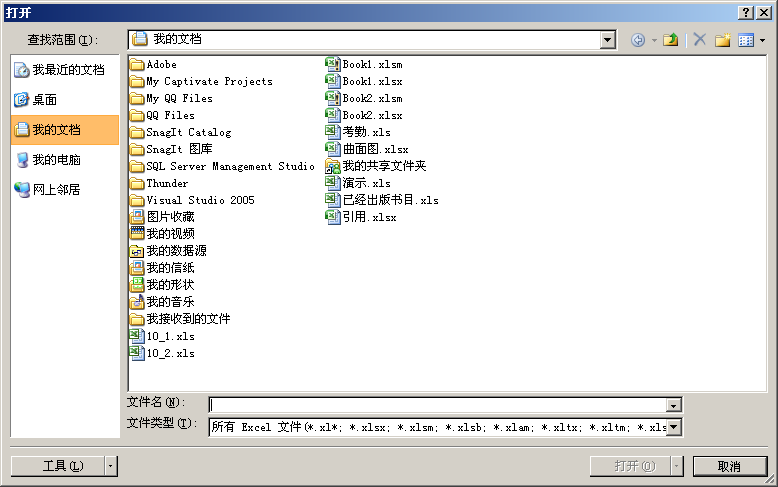 打开
查找范围(I):
我的文档
我最近的文档
桌面
我的文档
我的电脑
网上邻居
Adobe
My Captivate Projects
My QQ Files
QQ Files
SnagIt Catalog
SnagIt 图库
SQL Server Management Studio
Thunder
Visual Studio 2005
图片收藏
我的视频
我的数据源
我的信纸
我的形状
我的音乐
我接收到的文件
10_1.xls
10_2.xls
Book1.xlsm
Book1.xlsx
Book2.xlsm
Book2.xlsx
考勤.xls
曲面图.xlsx
我的共享文件夹
演示.xls
已经出版书目.xls
引用.xlsx
文件名(N):
文件类型(T):
所有 Excel 文件(*.xl*; *.xlsx; *.xlsm; *.xlsb; *.xlam; *.xltx; *.xltm; *.xls
工具(L)
打开(O)
取消